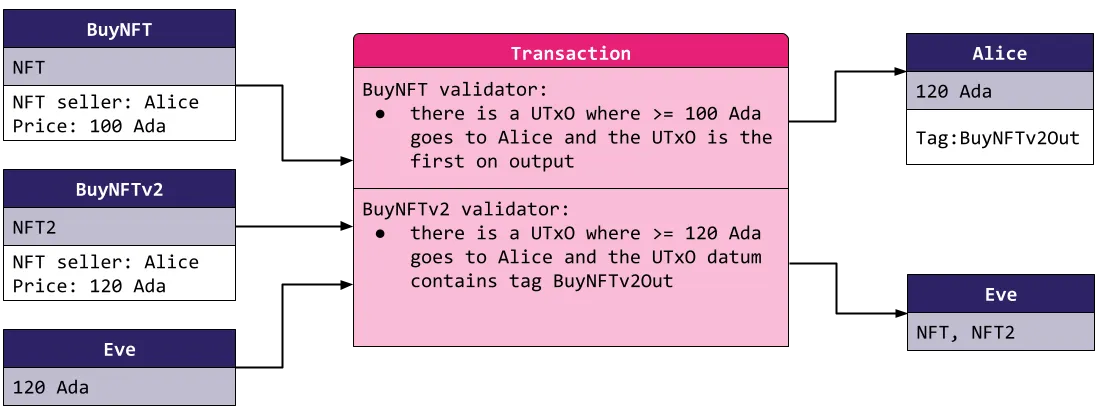 BuyNFT
NFT
NFT seller: Alice
Price: 100 Ada
BuyNFTv2
NFT2
NFT seller: Alice
Price: 120 Ada
Eve
120 Ada
Transaction
BuyNFT validator:
● there is a UTxO where >= 100 Ada
goes to Alice and the UTxO is the
first on output
BuyNFTv2 validator:
● there is a UTxO where >= 120 Ada
goes to Alice and the UTxO datum
contains tag BuyNFTv2Out
Alice
120 Ada
Tag:BuyNFTv2Out
Eve
NFT, NFT2